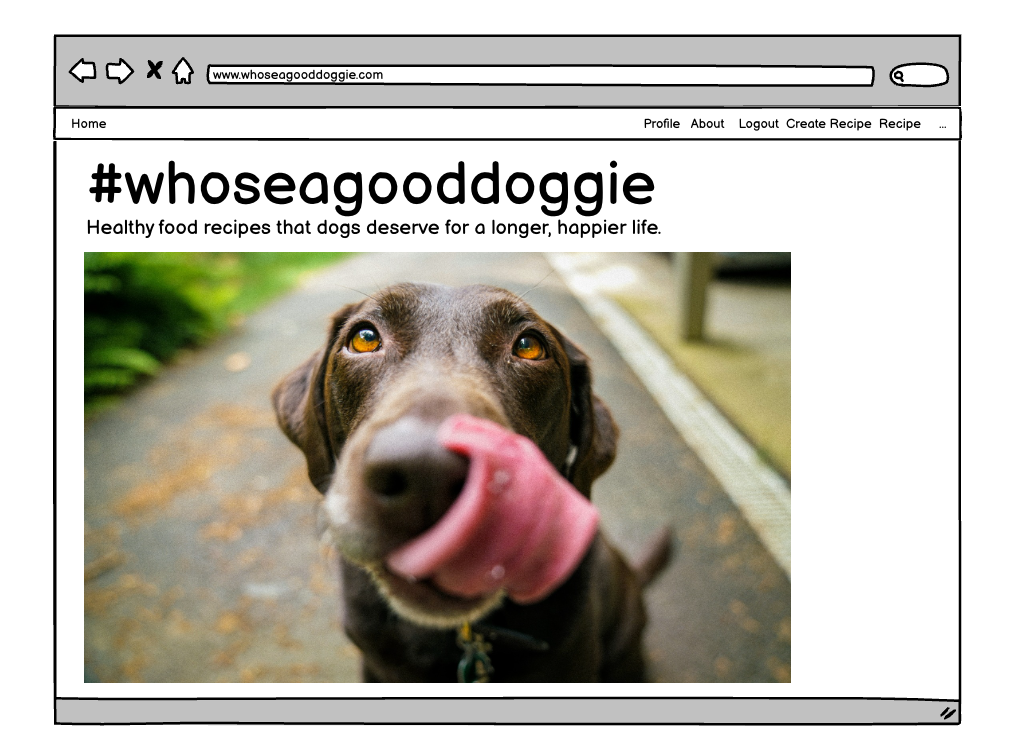 www.whoseagooddoggie.com
Home Profile About Logout Create Recipe Recipe ...
#whoseagooddoggie
Healthy food recipes that dogs deserve for a longer, happier life.